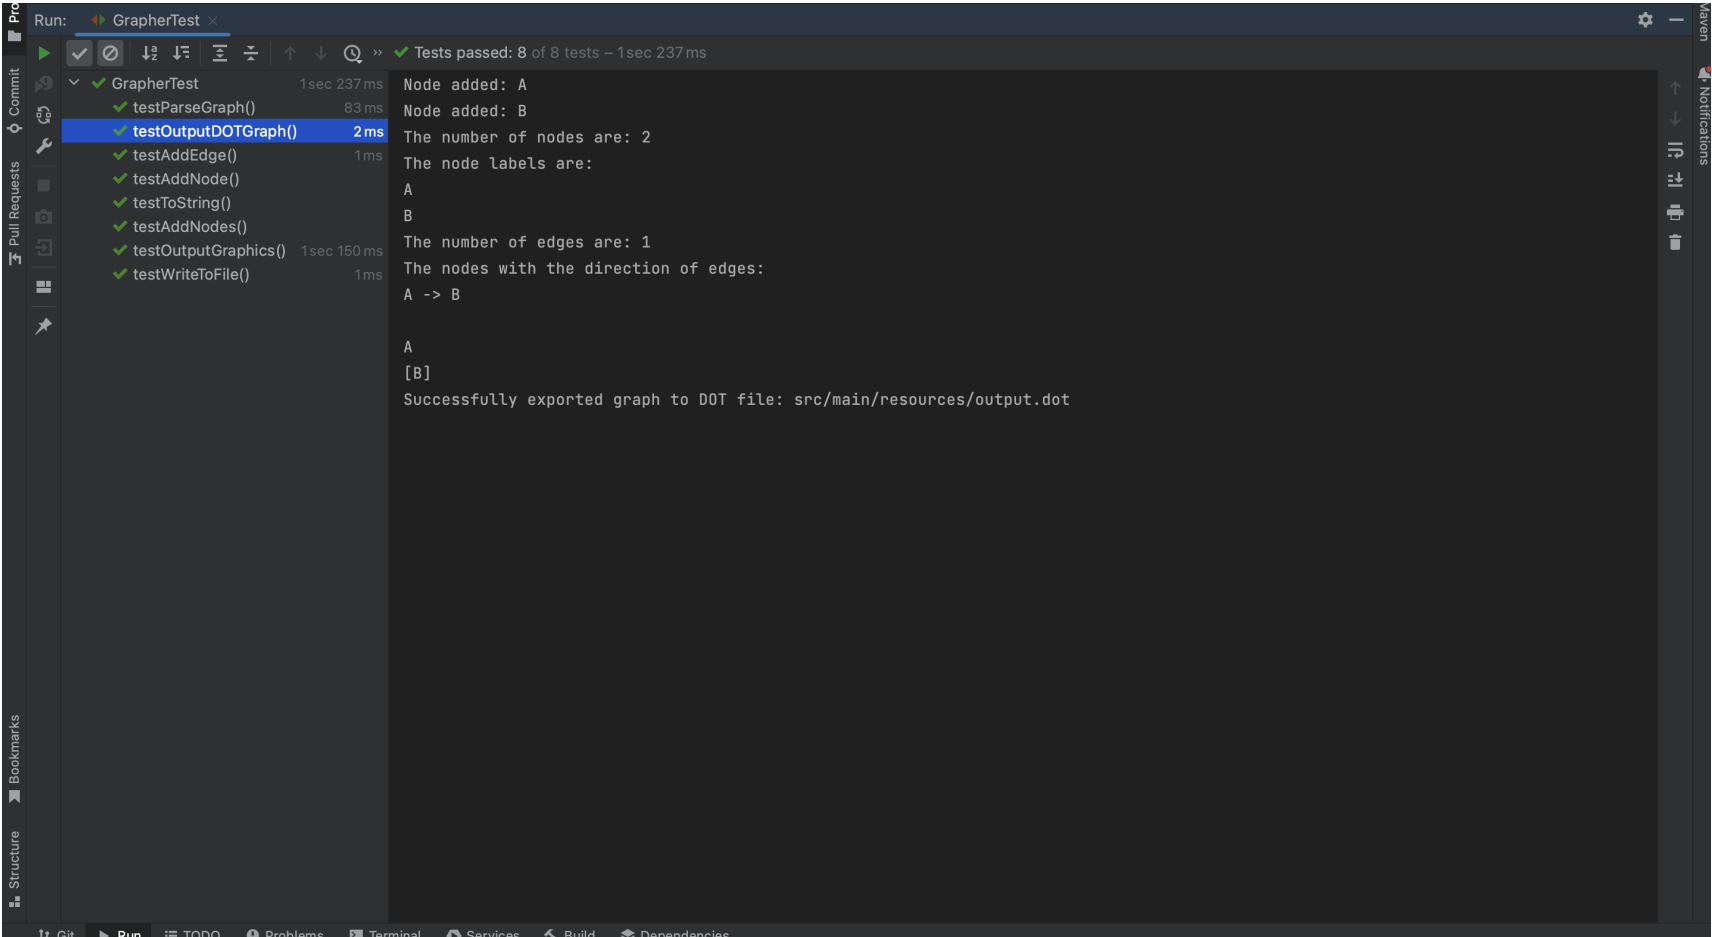 Run: GrapherTest
Tests passed: 8 of 8 tests – 1 sec 237 ms
GrapherTest 1 sec 237 ms
testParseGraph() 83 ms
testOutputDOTGraph() 2 ms
testAddEdge() 1 ms
testAddNode()
testToString()
testAddNodes()
testOutputGraphics() 1 sec 150 ms
testWriteToFile() 1 ms
Node added: A
Node added: B
The number of nodes are: 2
The node labels are:
A
B
The number of edges are: 1
The nodes with the direction of edges:
A -> B
A
[B]
Successfully exported graph to DOT file: src/main/resources/output.dot
Pro
Commit
Pull Requests
Bookmarks
Structure
Maven
Notifications
Git Run TODO Problems Terminal Services Build Dependencies